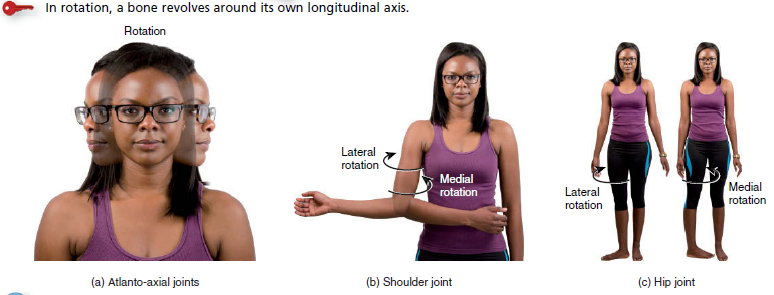 In rotation, a bone revolves around its own longitudinal axis.
Rotation
Lateral
rotation
Medial
rotation
Lateral
rotation
Medial
rotation
(a) Atlanto-axial joints
(b) Shoulder joint
(c) Hip joint